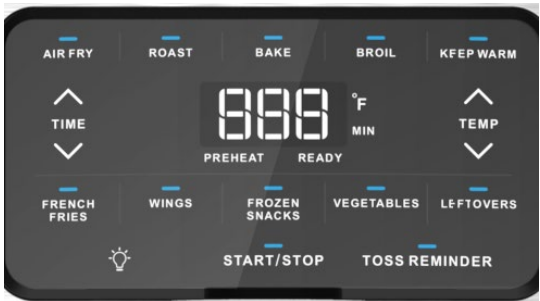 AIR FRY ROAST BAKE BROIL KEEP WARM
TIME 888 °F MIN TEMP
PREHEAT READY
FRENCH FRIES WINGS FROZEN SNACKS VEGETABLES LEFTOVERS
START/STOP TOSS REMINDER